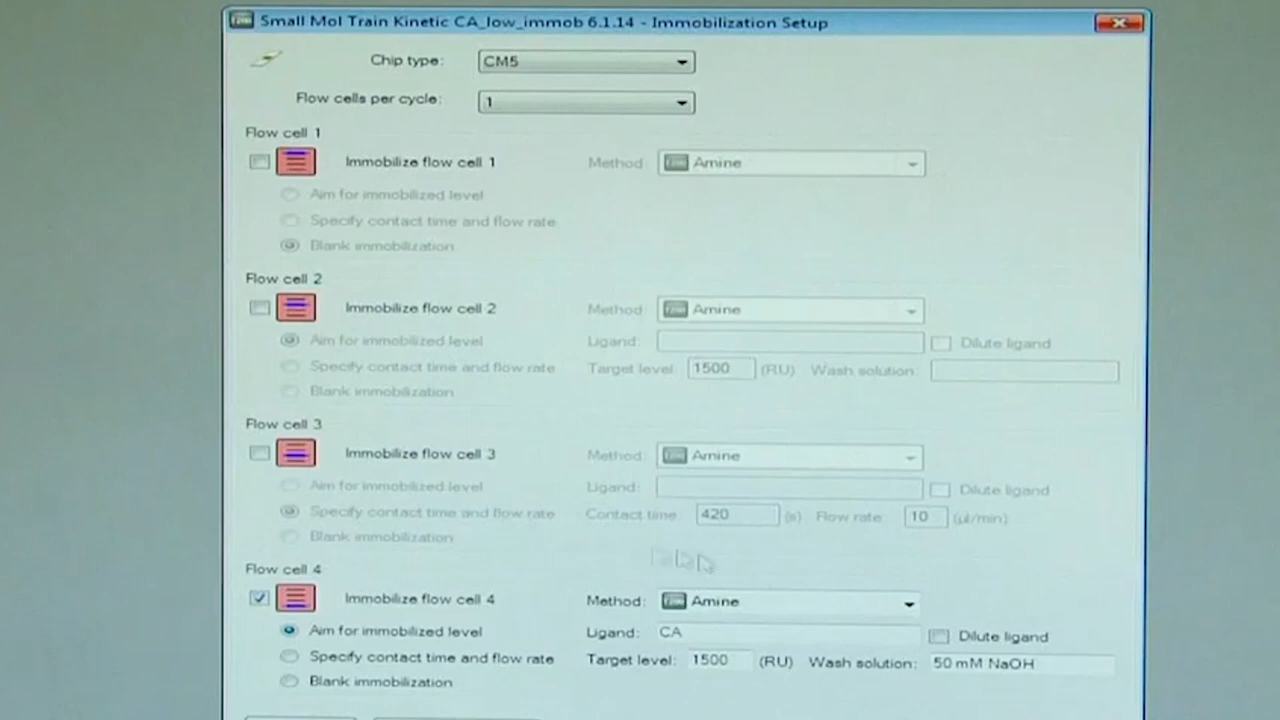 Small Mol Train Kinetic CA_low_immob 6.1.14 - Immobilization Setup
Chip type: CM5
Flow cells per cycle: 1
Flow cell 1
Immobilize flow cell 1 Method: Amine
Aim for immobilized level
Specify contact time and flow rate
Blank immobilization
Flow cell 2
Immobilize flow cell 2 Method: Amine
Aim for immobilized level Ligand: Dilute ligand
Specify contact time and flow rate Target level: 1500 (RU) Wash solution:
Blank immobilization
Flow cell 3
Immobilize flow cell 3 Method: Amine
Aim for immobilized level Ligand: Dilute ligand
Specify contact time and flow rate Contact time: 420 (s) Flow rate: 10 (µl/min)
Blank immobilization
Flow cell 4
Immobilize flow cell 4 Method: Amine
Aim for immobilized level Ligand: CA Dilute ligand
Specify contact time and flow rate Target level: 1500 (RU) Wash solution: 50 mM NaOH
Blank immobilization